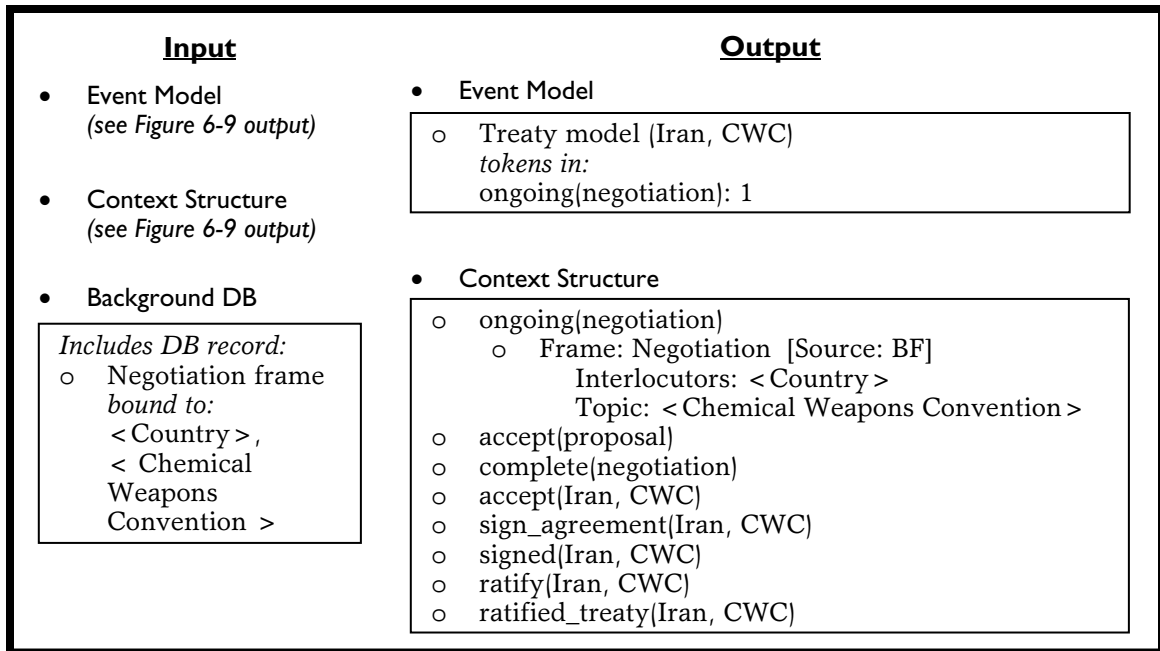 Input
• Event Model
(see Figure 6-9 output)
• Context Structure
(see Figure 6-9 output)
• Background DB
Includes DB record:
o Negotiation frame
bound to:
<Country>,
< Chemical
Weapons
Convention >
Output
• Event Model
o Treaty model (Iran, CWC)
tokens in:
ongoing(negotiation): 1
• Context Structure
o ongoing(negotiation)
o Frame: Negotiation [Source: BF]
Interlocutors: <Country>
Topic: <Chemical Weapons Convention>
o accept(proposal)
o complete(negotiation)
o accept(Iran, CWC)
o sign_agreement(Iran, CWC)
o signed(Iran, CWC)
o ratify(Iran, CWC)
o ratified_treaty(Iran, CWC)